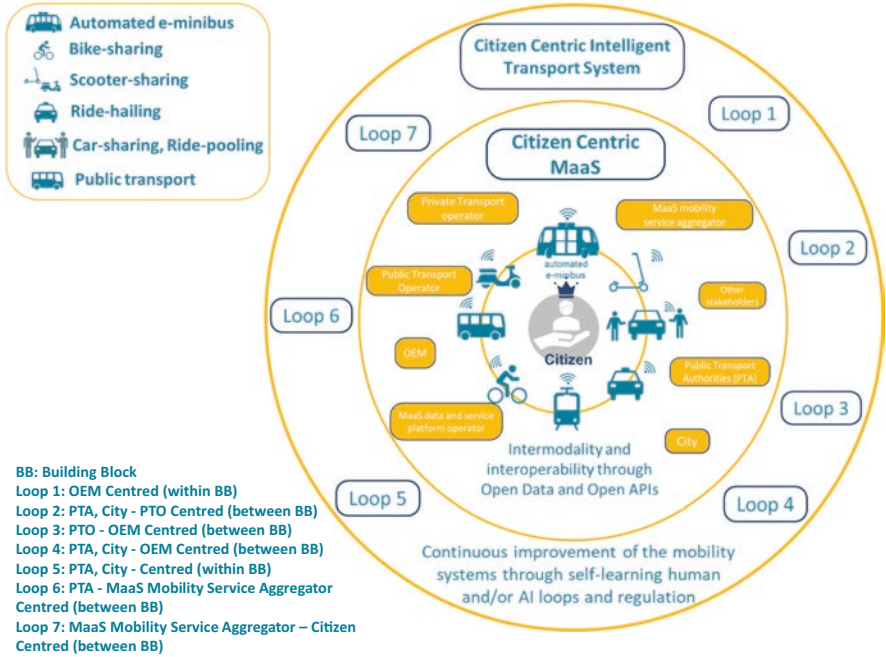 Automated e-minibus
Bike-sharing
Scooter-sharing
Ride-hailing
Car-sharing, Ride-pooling
Public transport
Citizen Centric Intelligent
Transport System
Loop 1
Loop 7
Citizen Centric
MaaS
Private Transport
operator
MaaS mobility
service aggregator
Loop 2
automated
e-minibus
Public Transport
Operator
Other
stakeholders
Loop 6
OEM
Citizen
Public Transport
Authorities (PTA)
MaaS data and service
platform operator
Loop 3
City
Intermodality and
interoperability through
Open Data and Open APIs
Loop 5
Loop 4
Continuous improvement of the mobility
systems through self-learning human
and/or AI loops and regulation
BB: Building Block
Loop 1: OEM Centred (within BB)
Loop 2: PTA, City - PTO Centred (between BB)
Loop 3: PTO - OEM Centred (between BB)
Loop 4: PTA, City - OEM Centred (between BB)
Loop 5: PTA, City - Centred (within BB)
Loop 6: PTA - MaaS Mobility Service Aggregator
Centred (between BB)
Loop 7: MaaS Mobility Service Aggregator – Citizen
Centred (between BB)